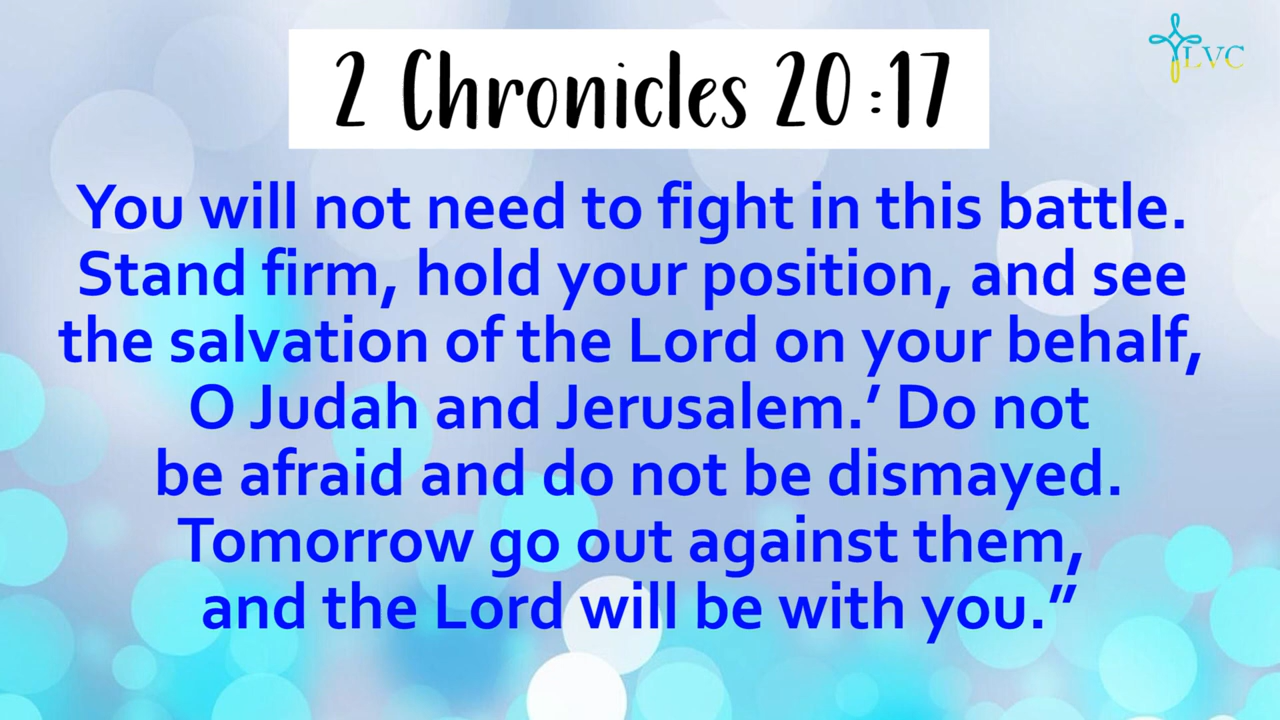 2 Chronicles 20:17
LVC
You will not need to fight in this battle.
Stand firm, hold your position, and see
the salvation of the Lord on your behalf,
O Judah and Jerusalem.’ Do not
be afraid and do not be dismayed.
Tomorrow go out against them,
and the Lord will be with you.”